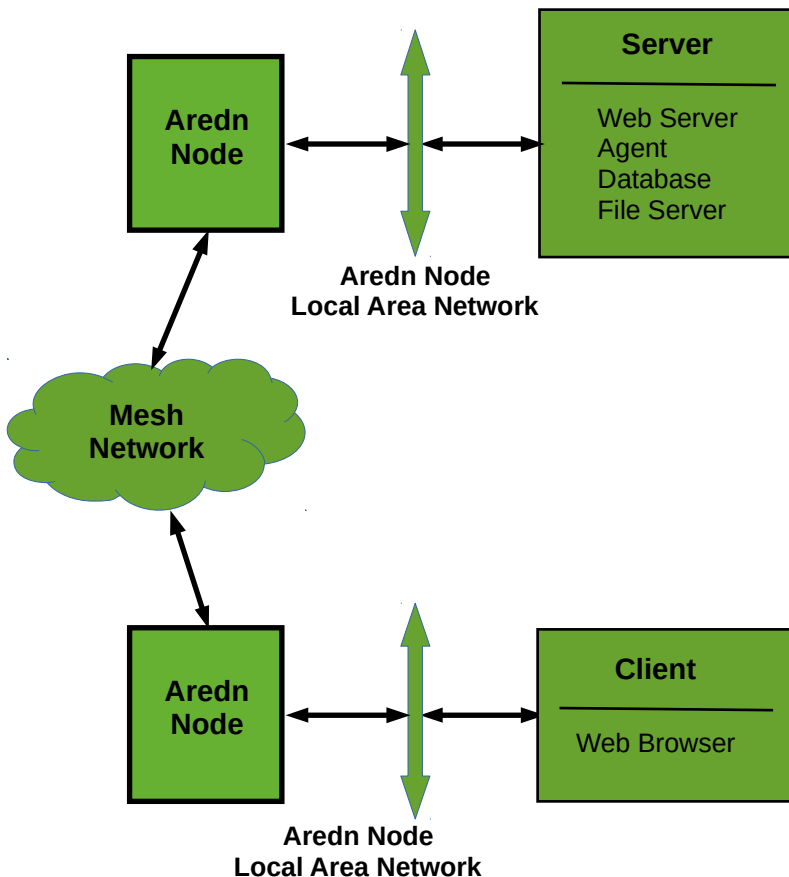 Server
Aredn
Node
Web Server
Agent
Database
File Server
Aredn Node
Local Area Network
Mesh
Network
Aredn
Node
Client
Web Browser
Aredn Node
Local Area Network